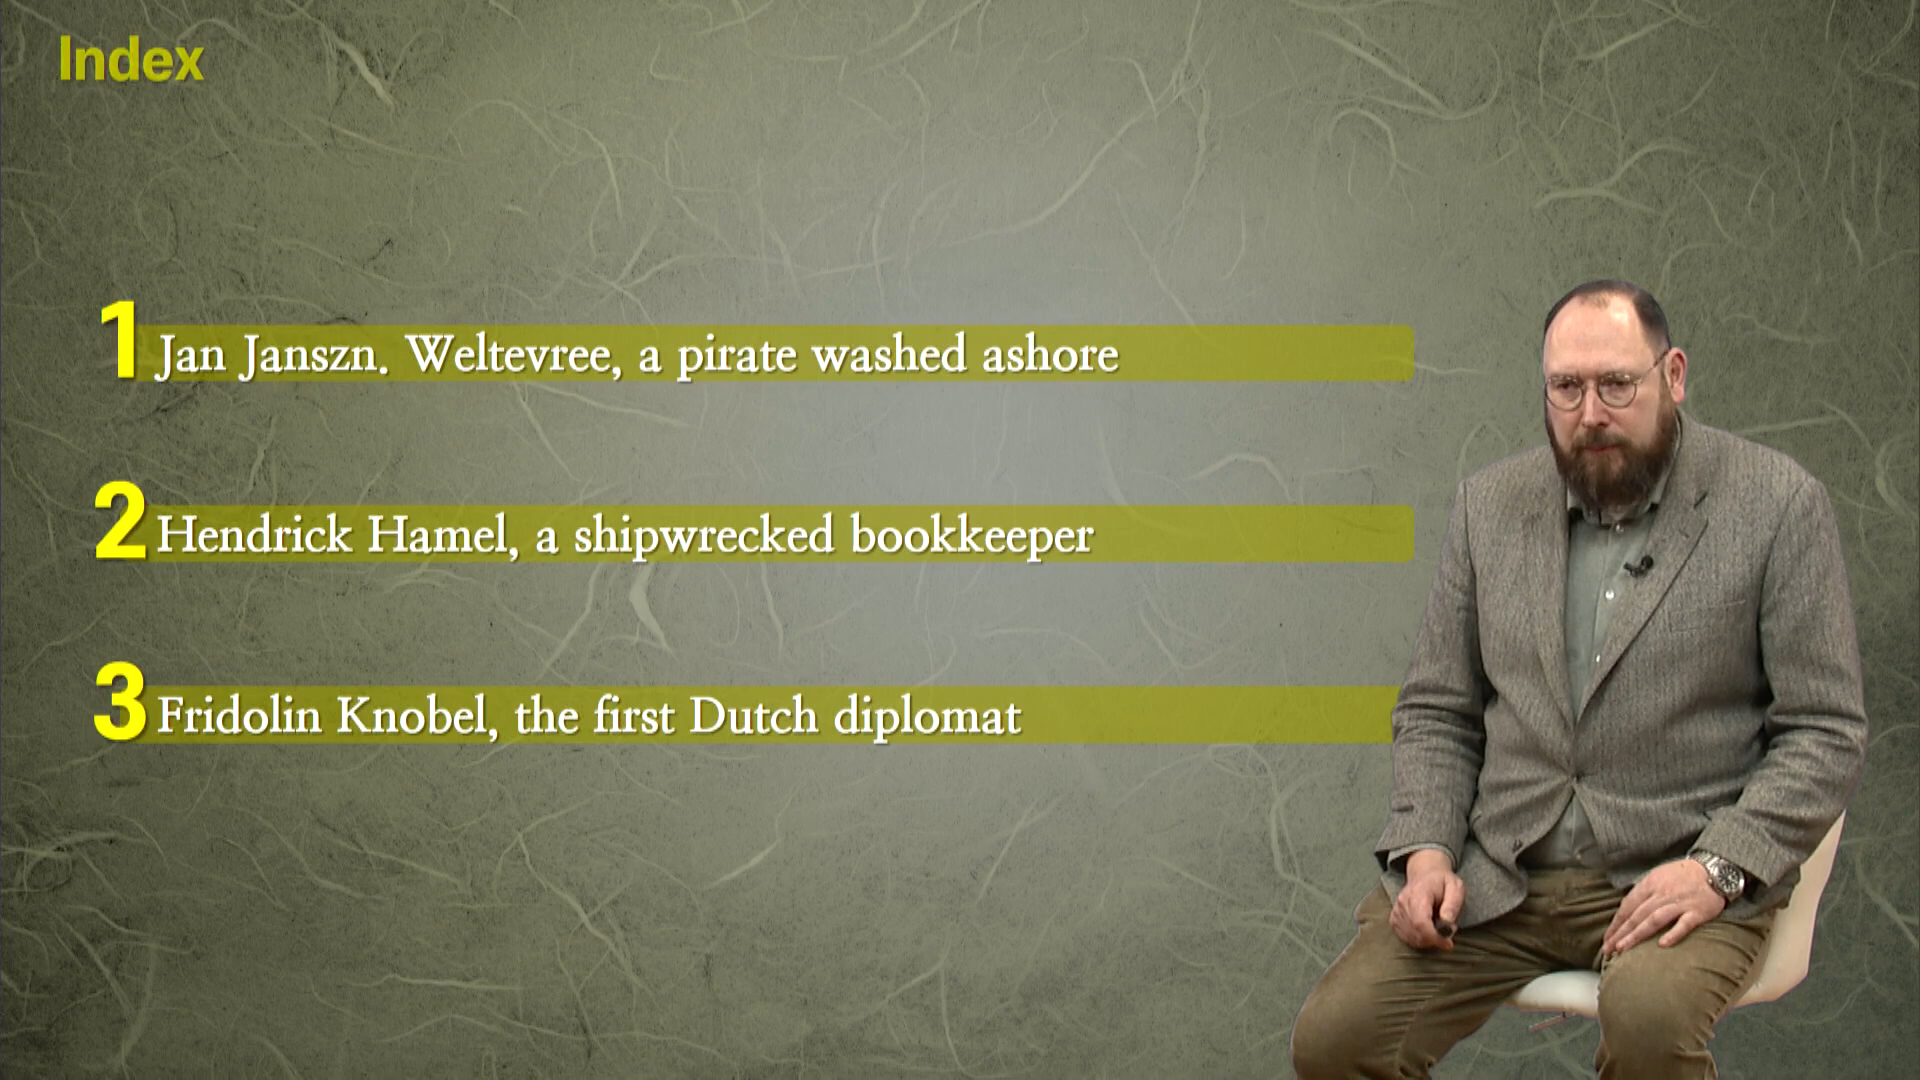 Index
1 Jan Janszn. Weltevree, a pirate washed ashore
2 Hendrick Hamel, a shipwrecked bookkeeper
3 Fridolin Knobel, the first Dutch diplomat